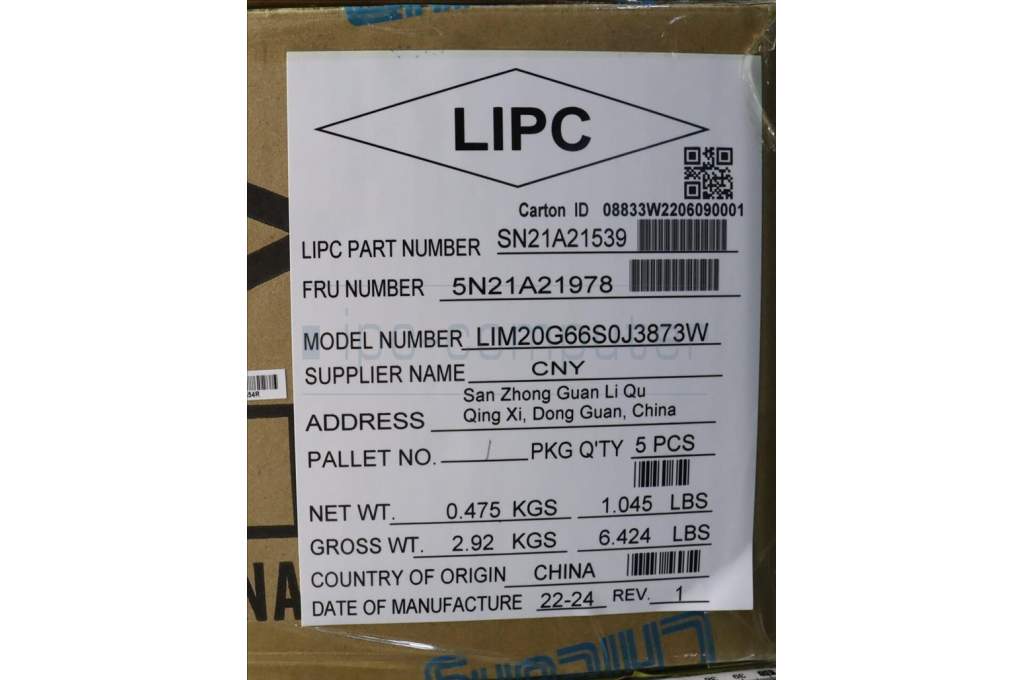 LIPC
Carton ID 08833W2206090001
LIPC PART NUMBER SN21A21539
FRU NUMBER 5N21A21978
ipc computer
MODEL NUMBER LIM20G66S0J3873W
SUPPLIER NAME CNY
San Zhong Guan Li Qu
ADDRESS Qing Xi, Dong Guan, China
PALLET NO. / PKG Q'TY 5 PCS
NET WT. 0.475 KGS 1.045 LBS
GROSS WT. 2.92 KGS 6.424 LBS
COUNTRY OF ORIGIN CHINA
DATE OF MANUFACTURE 22-24 REV. 1
NA